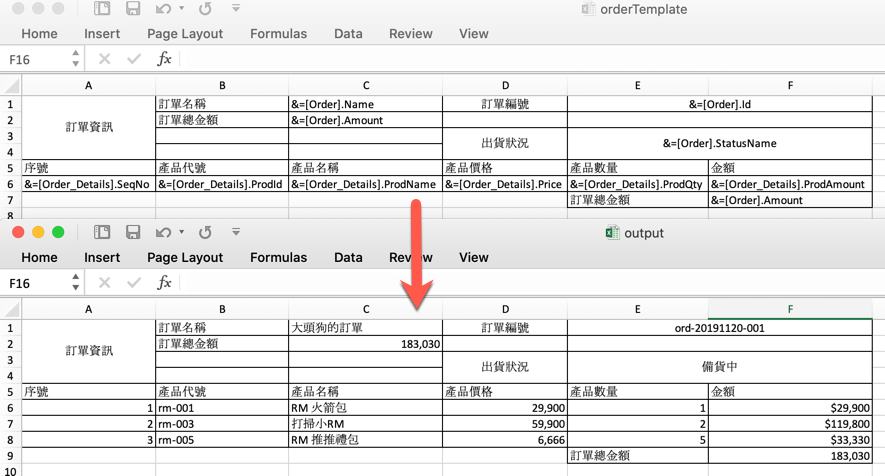 orderTemplate
Home Insert Page Layout Formulas Data Review View
F16 fx
A B C D E F
1 訂單資訊 訂單名稱 &=[Order].Name 訂單編號 &=[Order].Id
2 訂單總金額 &=[Order].Amount
3 出貨狀況 &=[Order].StatusName
4
5 序號 產品代號 產品名稱 產品價格 產品數量 金額
6 &=[Order_Details].SeqNo &=[Order_Details].ProdId &=[Order_Details].ProdName &=[Order_Details].Price &=[Order_Details].ProdQty &=[Order_Details].ProdAmount
7 訂單總金額 &=[Order].Amount
8
output
Home Insert Page Layout Formulas Data Review View
F16 fx
A B C D E F
1 訂單資訊 訂單名稱 大頭狗的訂單 訂單編號 ord-20191120-001
2 訂單總金額 183,030
3 出貨狀況 備貨中
4
5 序號 產品代號 產品名稱 產品價格 產品數量 金額
6 1 rm-001 RM 火箭包 29,900 1 $29,900
7 2 rm-003 打掃小RM 59,900 2 $119,800
8 3 rm-005 RM 推推禮包 6,666 5 $33,330
9 訂單總金額 183,030
10